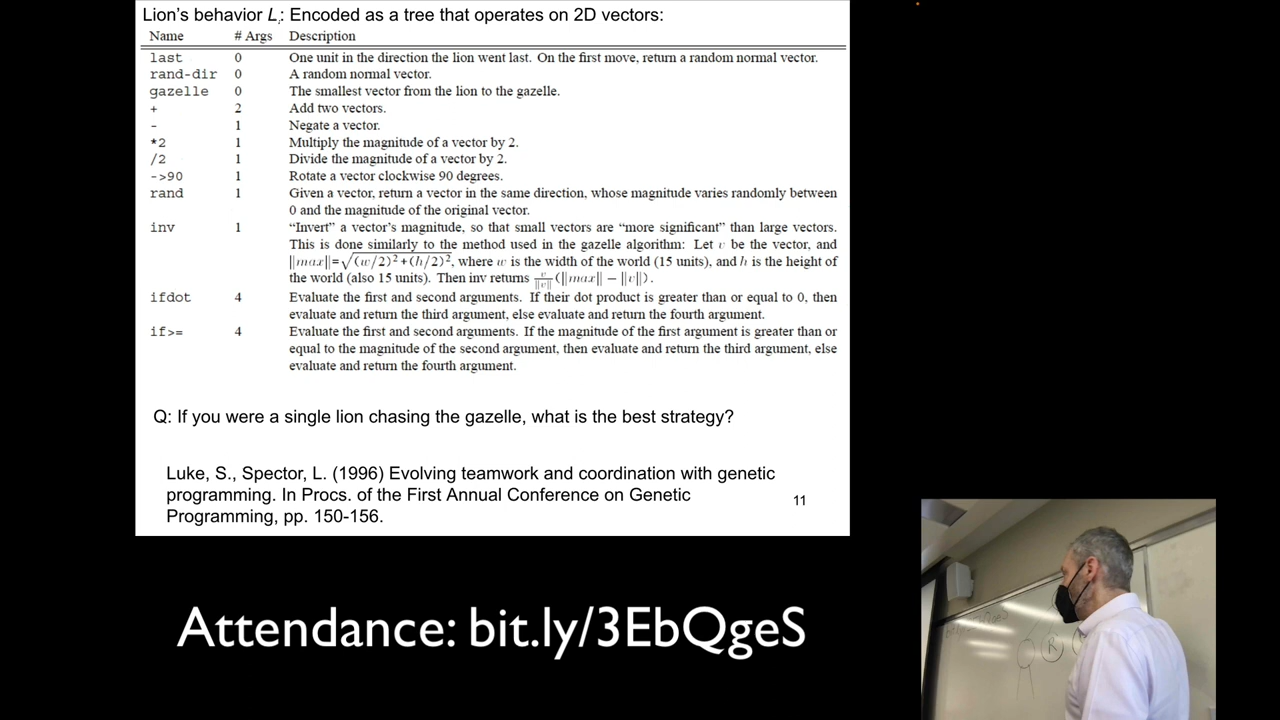 Lion's behavior Li: Encoded as a tree that operates on 2D vectors:
Name # Args Description
last 0 One unit in the direction the lion went last. On the first move, return a random normal vector.
rand-dir 0 A random normal vector.
gazelle 0 The smallest vector from the lion to the gazelle.
+ 2 Add two vectors.
- 1 Negate a vector.
*2 1 Multiply the magnitude of a vector by 2.
/2 1 Divide the magnitude of a vector by 2.
->90 1 Rotate a vector clockwise 90 degrees.
rand 1 Given a vector, return a vector in the same direction, whose magnitude varies randomly between
0 and the magnitude of the original vector.
inv 1 “Invert” a vector's magnitude, so that small vectors are “more significant” than large vectors.
This is done similarly to the method used in the gazelle algorithm: Let v be the vector, and
||max||=√(w/2)²+(h/2)², where w is the width of the world (15 units), and h is the height of
the world (also 15 units). Then inv returns v/||v|| (||max|| − ||v||).
ifdot 4 Evaluate the first and second arguments. If their dot product is greater than or equal to 0, then
evaluate and return the third argument, else evaluate and return the fourth argument.
if>= 4 Evaluate the first and second arguments. If the magnitude of the first argument is greater than or
equal to the magnitude of the second argument, then evaluate and return the third argument, else
evaluate and return the fourth argument.
Q: If you were a single lion chasing the gazelle, what is the best strategy?
Luke, S., Spector, L. (1996) Evolving teamwork and coordination with genetic
programming. In Procs. of the First Annual Conference on Genetic
Programming, pp. 150-156.
11
Attendance: bit.ly/3EbQgeS
R